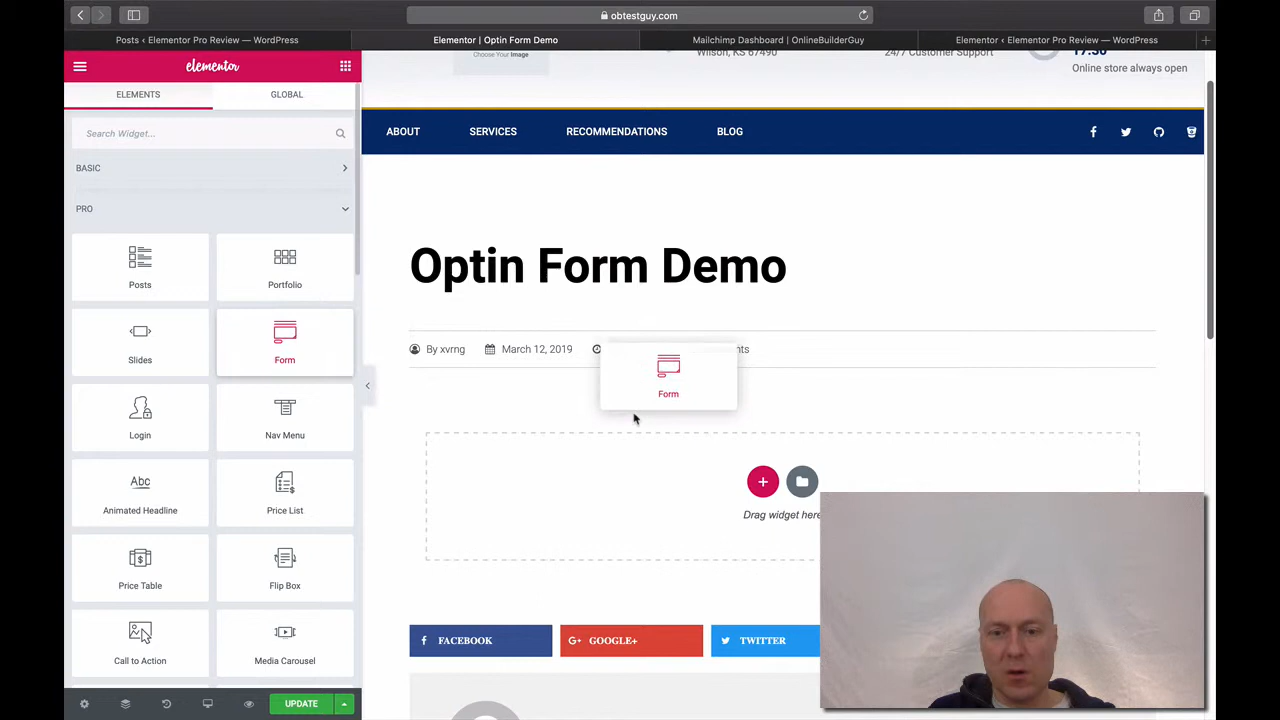 obtestguy.com
Posts ‹ Elementor Pro Review — WordPress
Elementor | Optin Form Demo
Mailchimp Dashboard | OnlineBuilderGuy
Elementor ‹ Elementor Pro Review — WordPress
elementor
ELEMENTS
GLOBAL
Search Widget...
BASIC
PRO
Posts
Portfolio
Slides
Form
Login
Nav Menu
Abc
Animated Headline
Price List
Price Table
Flip Box
Call to Action
Media Carousel
UPDATE
Choose Your Image
Wilson, KS 67490
24/7 Customer Support
17:30
Online store always open
ABOUT
SERVICES
RECOMMENDATIONS
BLOG
Optin Form Demo
By xvrng
March 12, 2019
Form
Drag widget here
FACEBOOK
G+ GOOGLE+
TWITTER